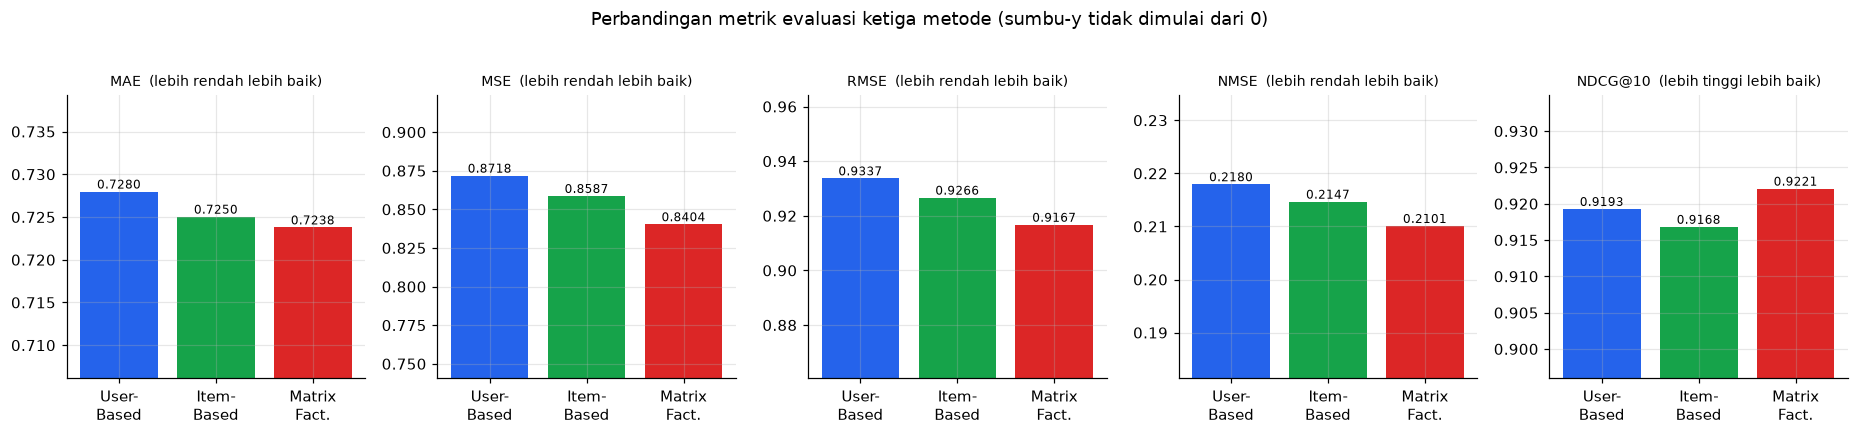 Perbandingan metrik evaluasi ketiga metode (sumbu-y tidak dimulai dari 0)
MAE (lebih rendah lebih baik)
0.735
0.730
0.725
0.720
0.715
0.710
0.7280
0.7250
0.7238
User-
Based
Item-
Based
Matrix
Fact.
MSE (lebih rendah lebih baik)
0.900
0.875
0.850
0.825
0.800
0.775
0.750
0.8718
0.8587
0.8404
User-
Based
Item-
Based
Matrix
Fact.
RMSE (lebih rendah lebih baik)
0.96
0.94
0.92
0.90
0.88
0.9337
0.9266
0.9167
User-
Based
Item-
Based
Matrix
Fact.
NMSE (lebih rendah lebih baik)
0.23
0.22
0.21
0.20
0.19
0.2180
0.2147
0.2101
User-
Based
Item-
Based
Matrix
Fact.
NDCG@10 (lebih tinggi lebih baik)
0.930
0.925
0.920
0.915
0.910
0.905
0.900
0.9193
0.9168
0.9221
User-
Based
Item-
Based
Matrix
Fact.